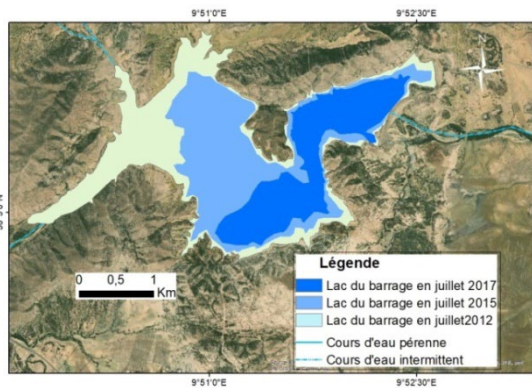 9°51'0"E 9°52'30"E
Légende
Lac du barrage en juillet 2017
Lac du barrage en juillet 2015
Lac du barrage en juillet2012
Cours d'eau pérenne
Cours d'eau intermittent
0 0,5 1
Km
9°51'0"E 9°52'30"E